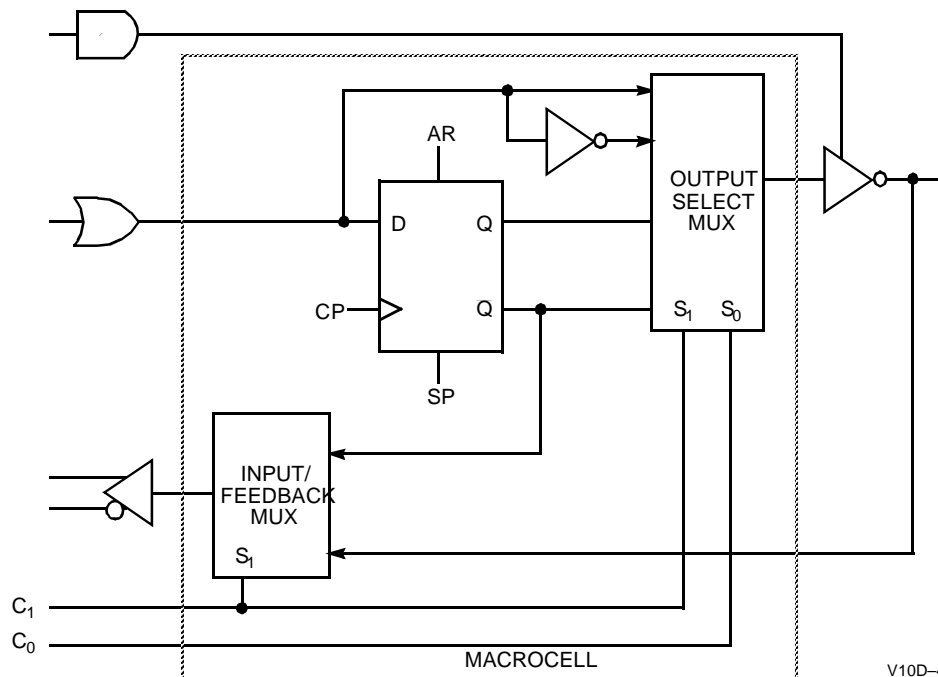 AR
OUTPUT
SELECT
MUX
D
Q
CP
Q
S₁
S₀
SP
INPUT/
FEEDBACK
MUX
S₁
C₁
C₀
MACROCELL